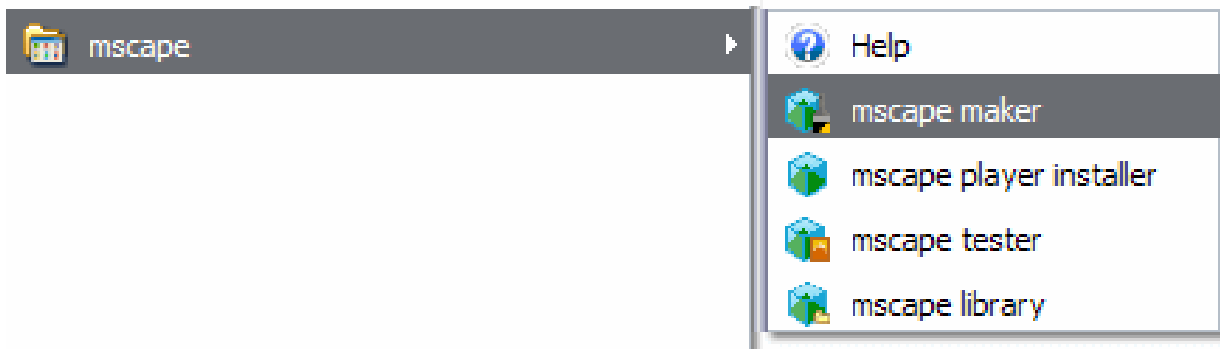 mscape
Help
mscape maker
mscape player installer
mscape tester
mscape library